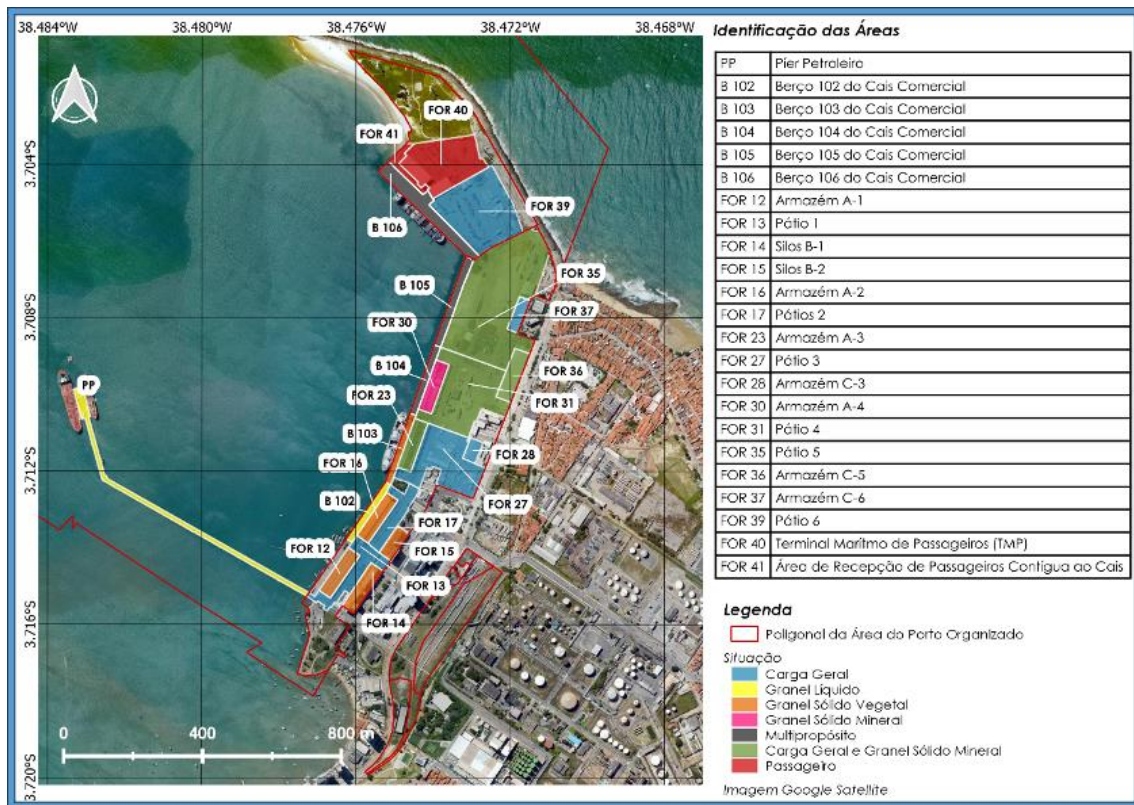 38.484°W 38.480°W 38.476°W 38.472°W 38.468°W
3.704°S
3.708°S
3.712°S
3.716°S
3.720°S
FOR 40
FOR 41
FOR 39
B 106
FOR 35
B 105
FOR 37
FOR 30
B 104
FOR 36
PP
FOR 23
FOR 31
B 103
FOR 28
FOR 16
FOR 27
B 102
FOR 17
FOR 12
FOR 15
FOR 13
FOR 14
0 400 800 m
Identificação das Áreas
PP Pier Petroleiro
B 102 Berço 102 do Cais Comercial
B 103 Berço 103 do Cais Comercial
B 104 Berço 104 do Cais Comercial
B 105 Berço 105 do Cais Comercial
B 106 Berço 106 do Cais Comercial
FOR 12 Armazém A-1
FOR 13 Pátio 1
FOR 14 Silos B-1
FOR 15 Silos B-2
FOR 16 Armazém A-2
FOR 17 Pátios 2
FOR 23 Armazém A-3
FOR 27 Pátio 3
FOR 28 Armazém C-3
FOR 30 Armazém A-4
FOR 31 Pátio 4
FOR 35 Pátio 5
FOR 36 Armazém C-5
FOR 37 Armazém C-6
FOR 39 Pátio 6
FOR 40 Terminal Marítmo de Passageiros (TMP)
FOR 41 Área de Recepção de Passageiros Contígua ao Cais
Legenda
Poligonal da Área do Porto Organizado
Situação
Carga Geral
Granel Líquido
Granel Sólido Vegetal
Granel Sólido Mineral
Multipropósito
Carga Geral e Granel Sólido Mineral
Passageiro
Imagem Google Satellite